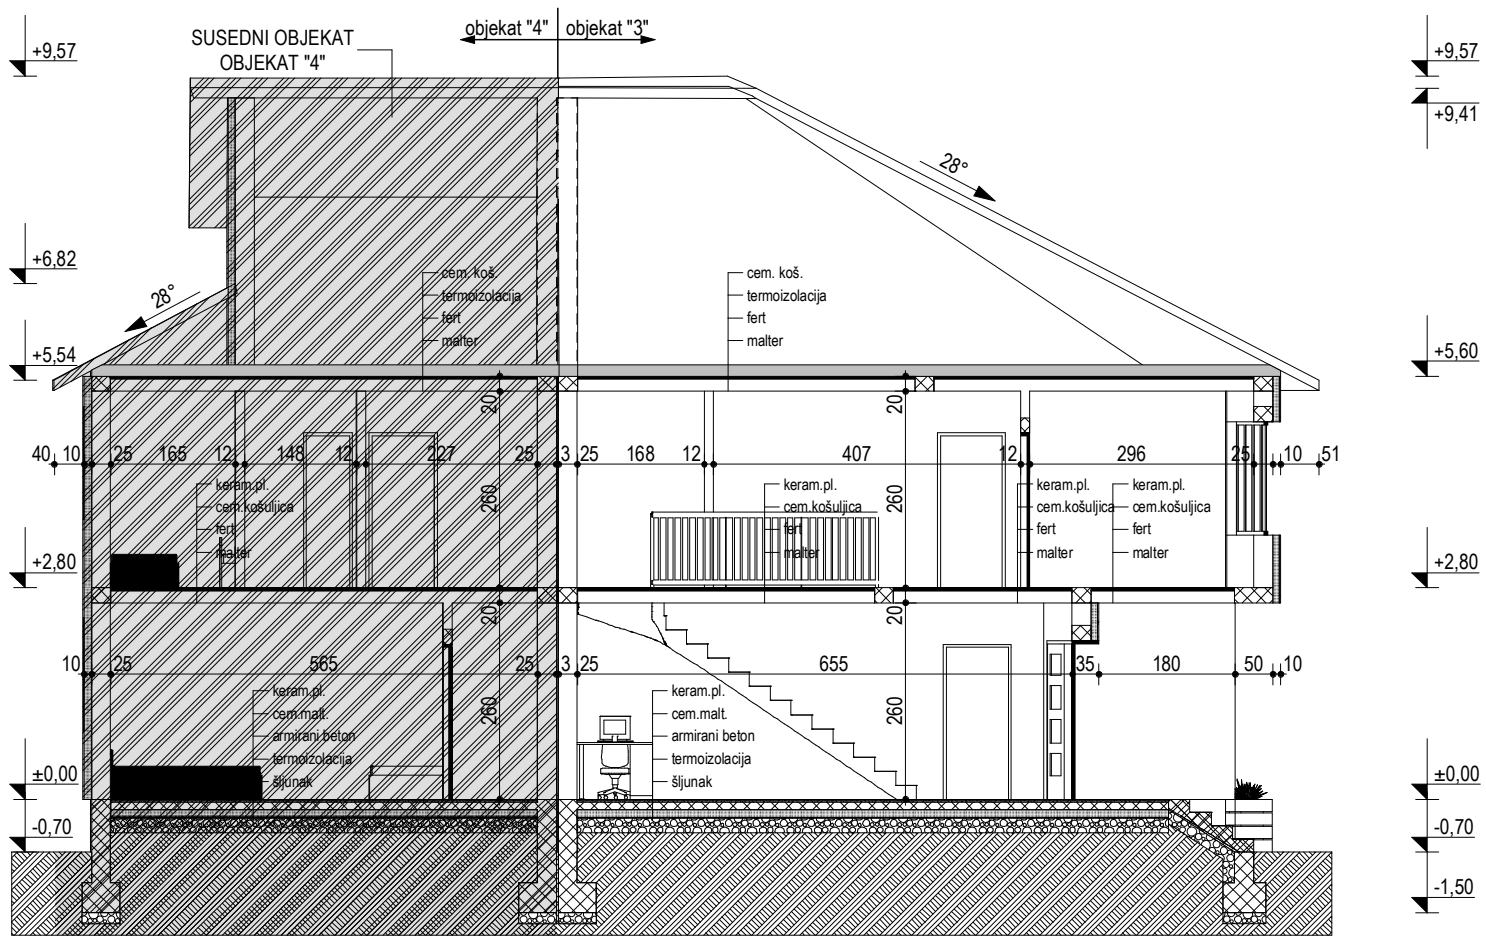 objekat "4" objekat "3"
SUSEDNI OBJEKAT
OBJEKAT "4"
+9,57
+9,57
+9,41
28°
+6,82
28°
cem. koš.
termoizolacija
fert
malter
cem. koš.
termoizolacija
fert
malter
+5,54
+5,60
20
20
40 10 25 165 12 148 12 227 25 3 25 168 12 407 12 296 25 10 51
260
260
keram.pl.
cem.košuljica
fert
malter
keram.pl.
cem.košuljica
fert
malter
keram.pl.
cem.košuljica
fert
malter
keram.pl.
cem.košuljica
fert
malter
+2,80
+2,80
20
20
10 25 565 25 3 25 655 35 180 50 10
260
260
keram.pl.
cem.malt.
armirani beton
termoizolacija
šljunak
keram.pl.
cem.malt.
armirani beton
termoizolacija
šljunak
±0,00
±0,00
-0,70
-0,70
-1,50